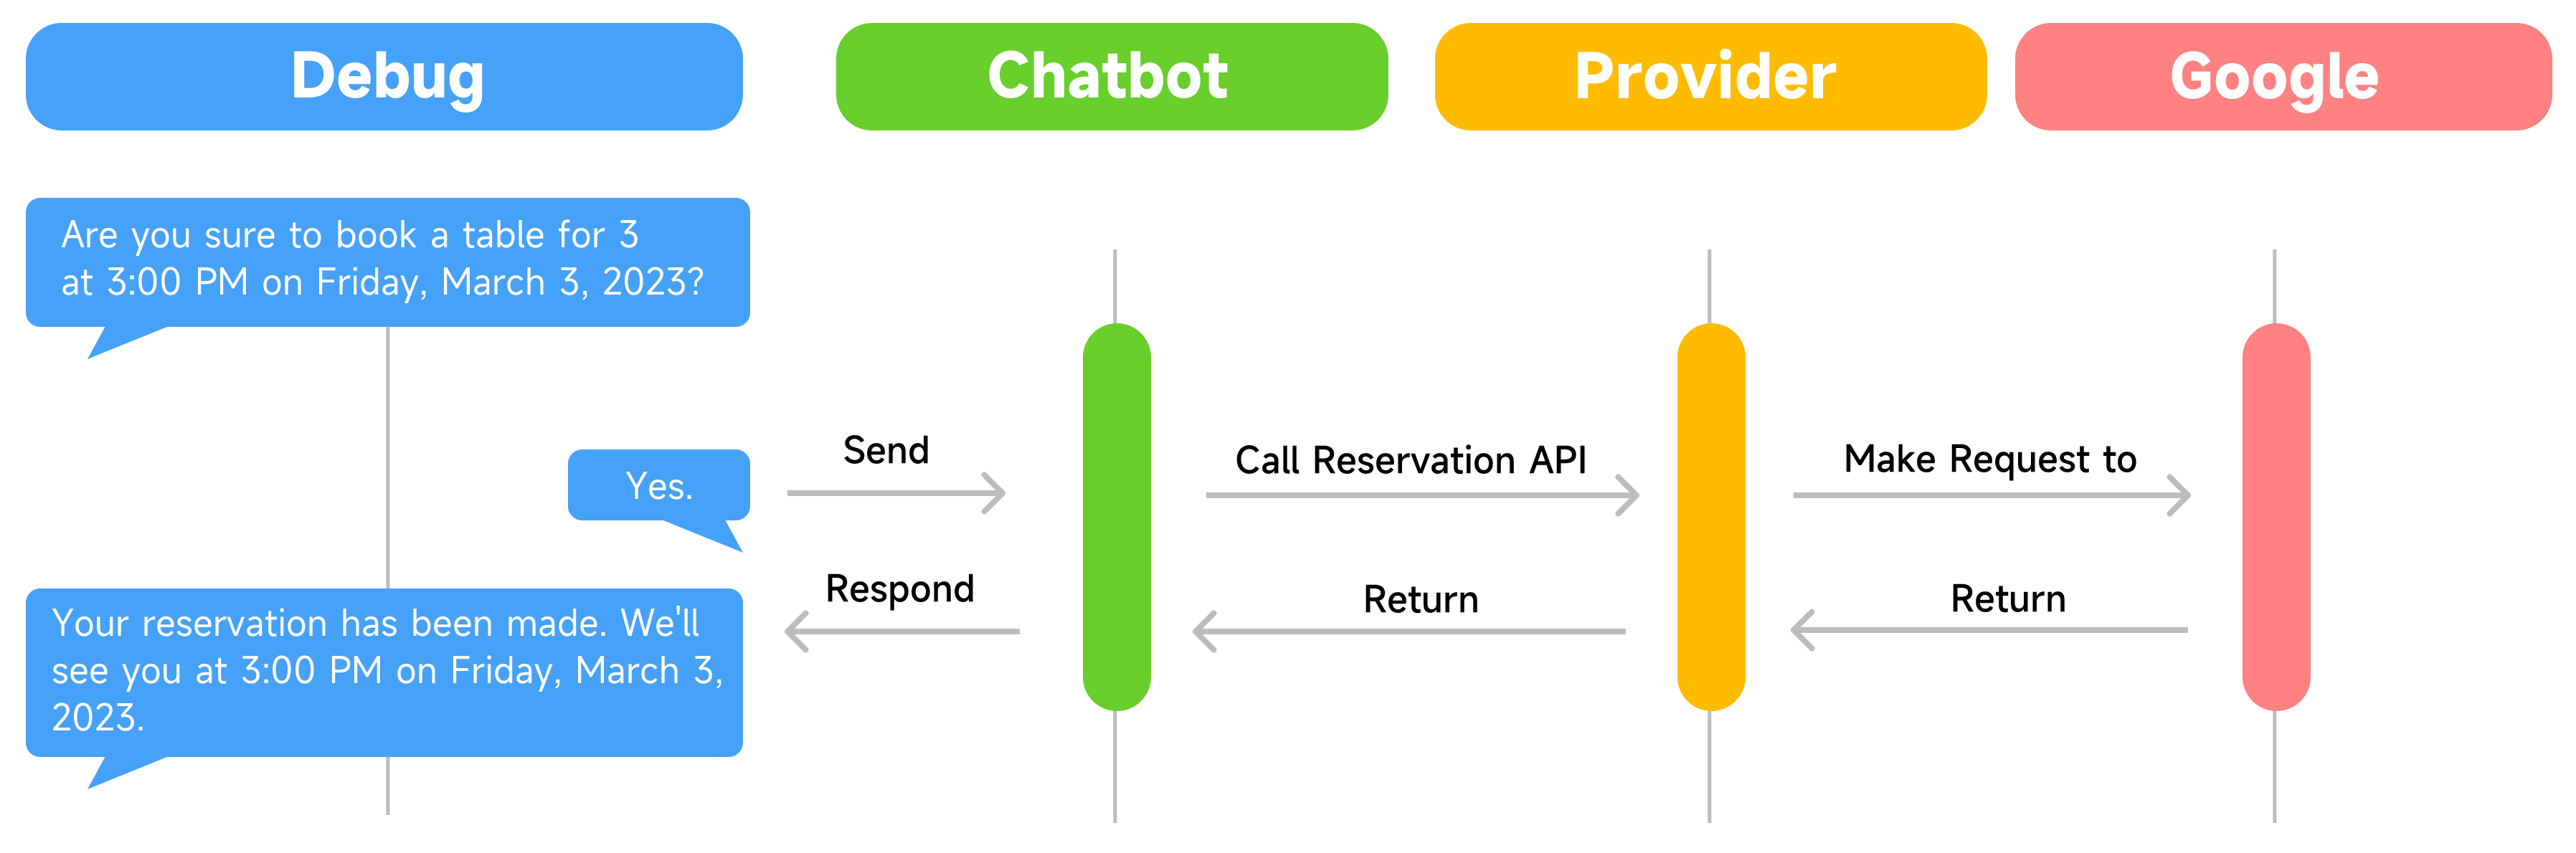 Debug
Chatbot
Provider
Google
Are you sure to book a table for 3
at 3:00 PM on Friday, March 3, 2023?
Yes.
Send
Call Reservation API
Make Request to
Respond
Return
Return
Your reservation has been made. We'll
see you at 3:00 PM on Friday, March 3,
2023.